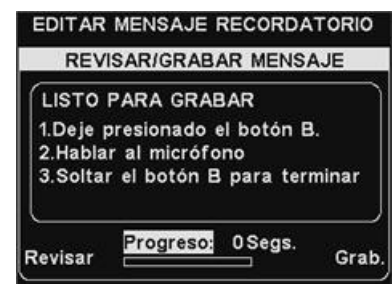 EDITAR MENSAJE RECORDATORIO
REVISAR/GRABAR MENSAJE
LISTO PARA GRABAR
1.Deje presionado el botón B.
2.Hablar al micrófono
3.Soltar el botón B para terminar
Progreso: 0Segs.
Revisar Grab.